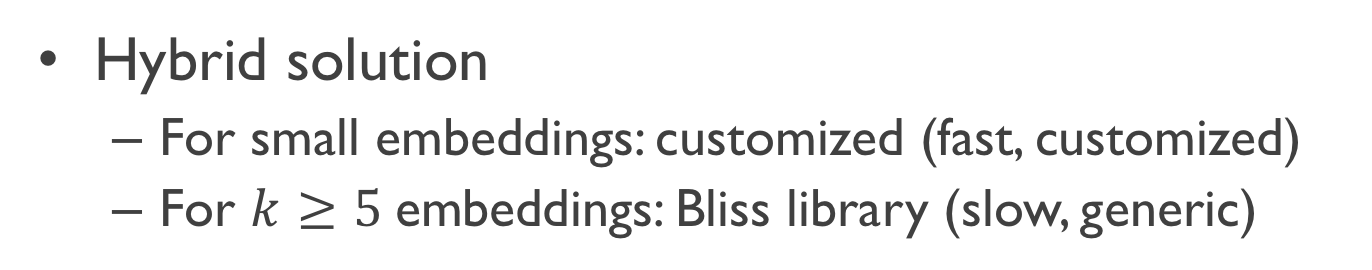 • Hybrid solution
– For small embeddings: customized (fast, customized)
– For k ≥ 5 embeddings: Bliss library (slow, generic)